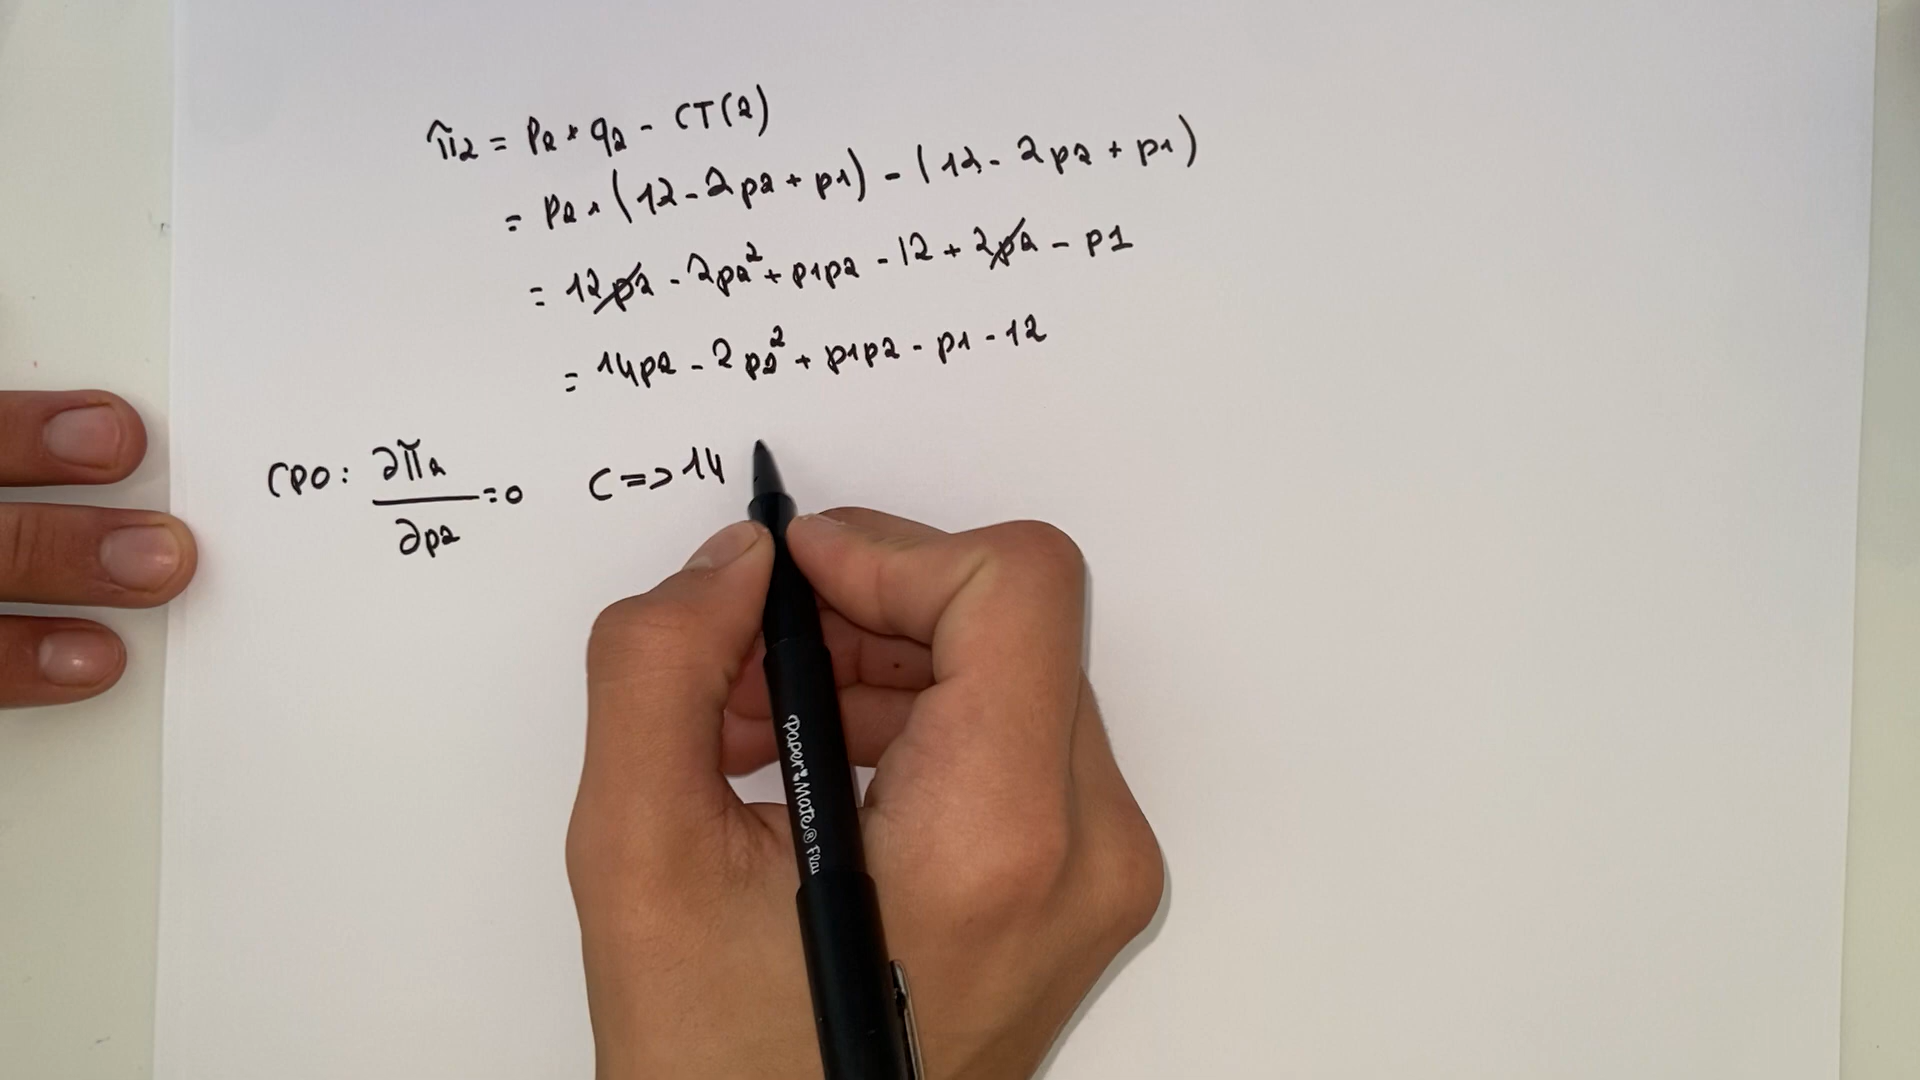 π2 = p2 * q2 - CT(2)
= p2 * (12 - 2p2 + p1) - (12 - 2p2 + p1)
= 12p2 - 2p2² + p1p2 - 12 + 2p2 - p1
= 14p2 - 2p2² + p1p2 - p1 - 12
CPO: ∂π2/∂p2 = 0 <=> 14
Paper Mate® Flai